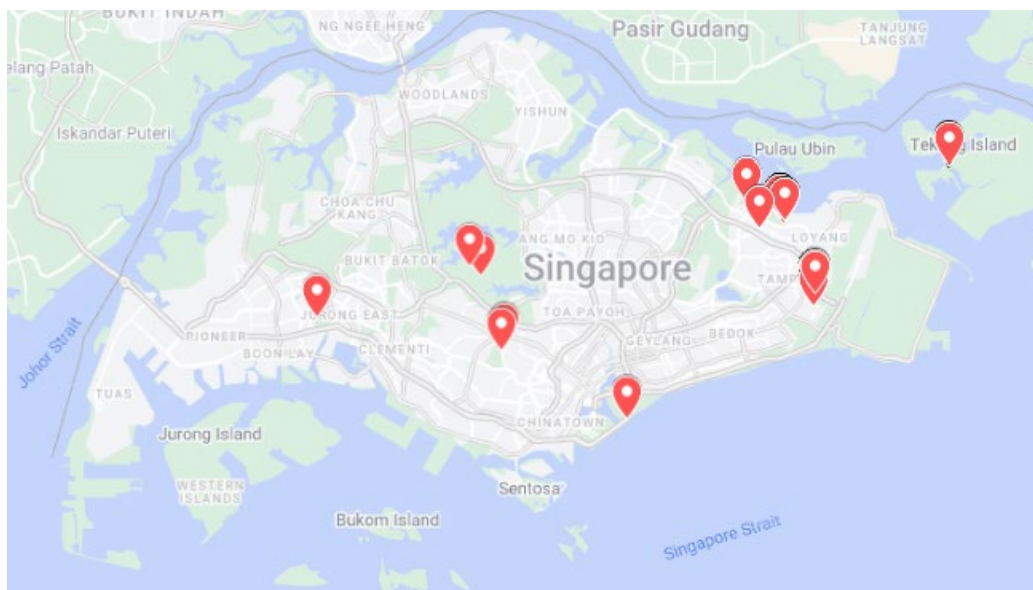 BUKIT INDAH
NG NGEE HENG
Pasir Gudang
TANJUNG
LANGSAT
elang Patah
WOODLANDS
YISHUN
Iskandar Puteri
Pulau Ubin
Island
CHOA CHU
KANG
ANG MO KIO
LOYANG
BUKIT BATOK
Singapore
JURONG EAST
TOA PAYOH
PIONEER
BEDOK
GEYLANG
BOON LAY
CLEMENTI
Johor Strait
TUAS
CHINATOWN
Jurong Island
WESTERN
ISLANDS
Sentosa
Bukom Island
Singapore Strait